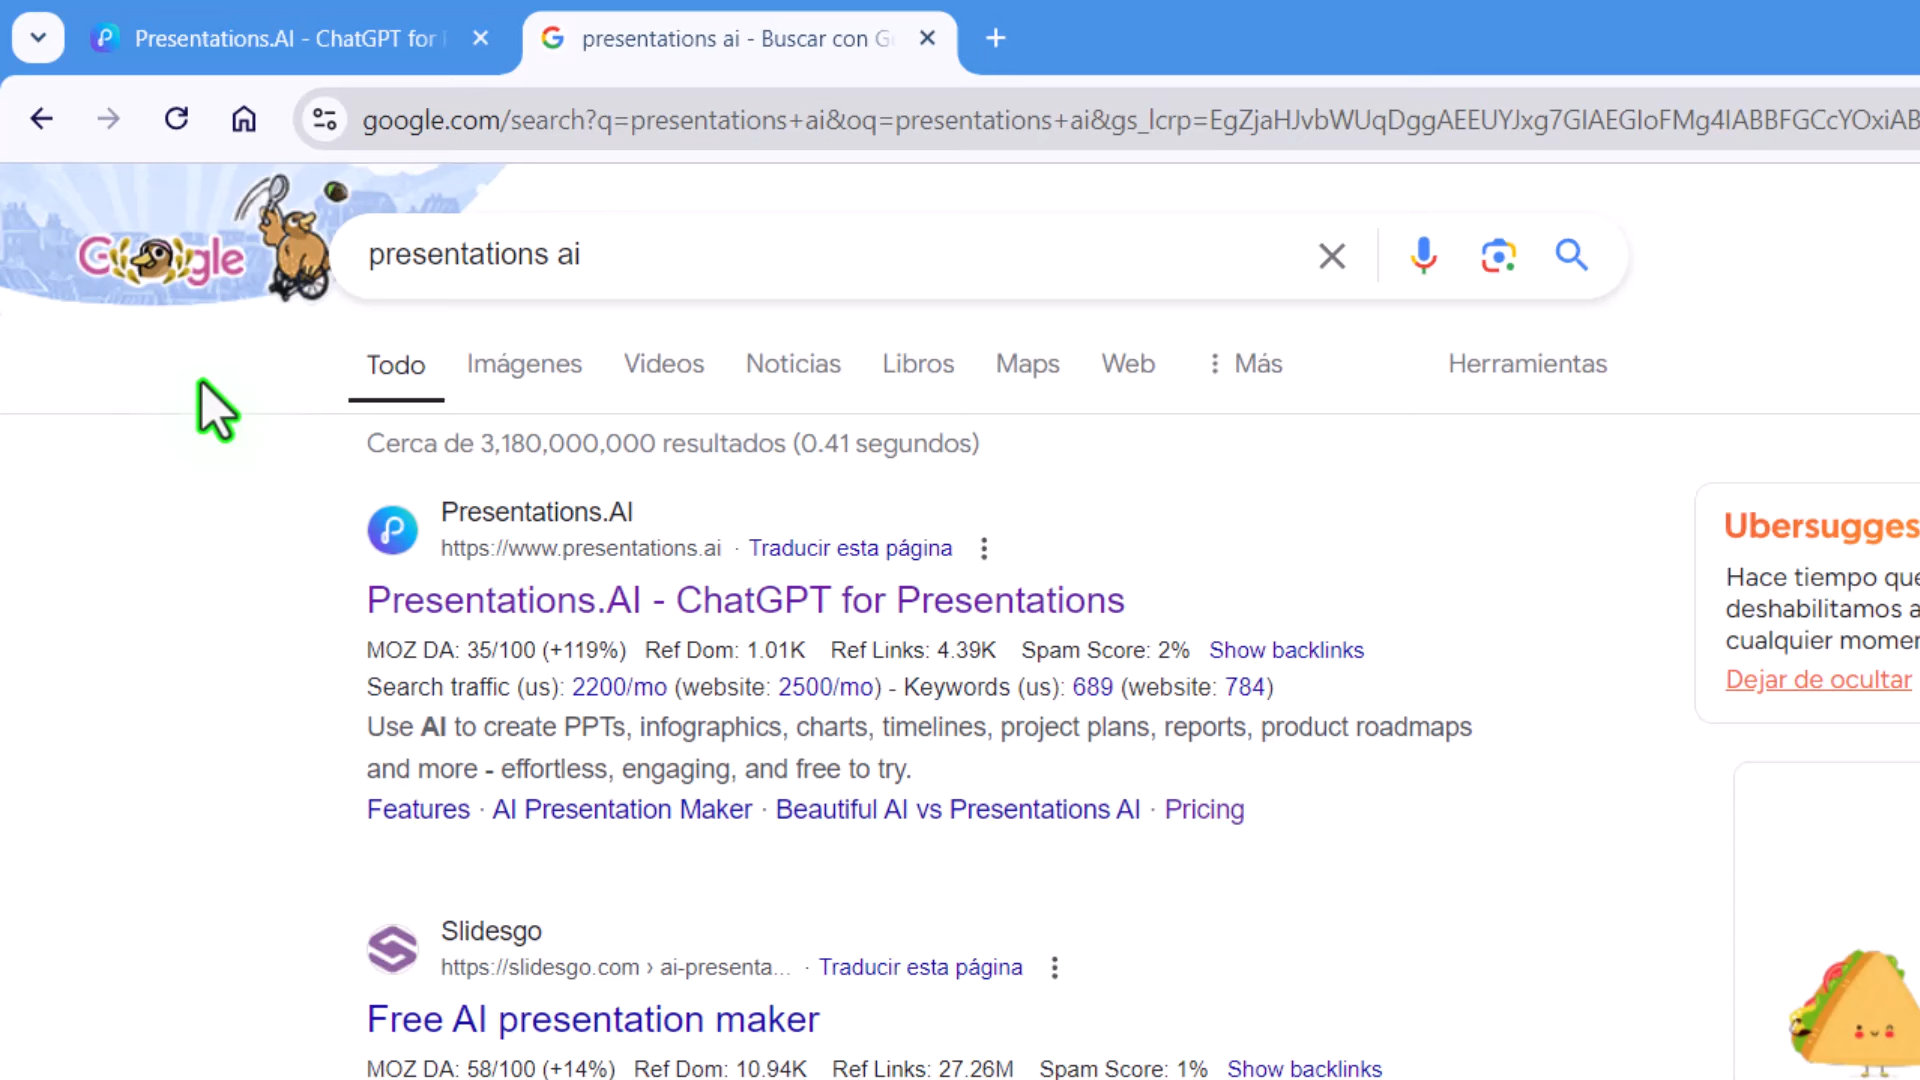 Presentations.AI - ChatGPT for
presentations ai - Buscar con G
google.com/search?q=presentations+ai&oq=presentations+ai&gs_lcrp=EgZjaHJvbWUqDggAEEUYJxg7GIAEGIoFMg4IABBFGCcYOxiAB
Google
presentations ai
Todo Imágenes Videos Noticias Libros Maps Web Más Herramientas
Cerca de 3,180,000,000 resultados (0.41 segundos)
Presentations.AI
https://www.presentations.ai · Traducir esta página
Presentations.AI - ChatGPT for Presentations
MOZ DA: 35/100 (+119%) Ref Dom: 1.01K Ref Links: 4.39K Spam Score: 2% Show backlinks
Search traffic (us): 2200/mo (website: 2500/mo) - Keywords (us): 689 (website: 784)
Use AI to create PPTs, infographics, charts, timelines, project plans, reports, product roadmaps
and more - effortless, engaging, and free to try.
Features · AI Presentation Maker · Beautiful AI vs Presentations AI · Pricing
Slidesgo
https://slidesgo.com › ai-presenta... · Traducir esta página
Free AI presentation maker
MOZ DA: 58/100 (+14%) Ref Dom: 10.94K Ref Links: 27.26M Spam Score: 1% Show backlinks
Ubersugges
Hace tiempo que
deshabilitamos a
cualquier momen
Dejar de ocultar